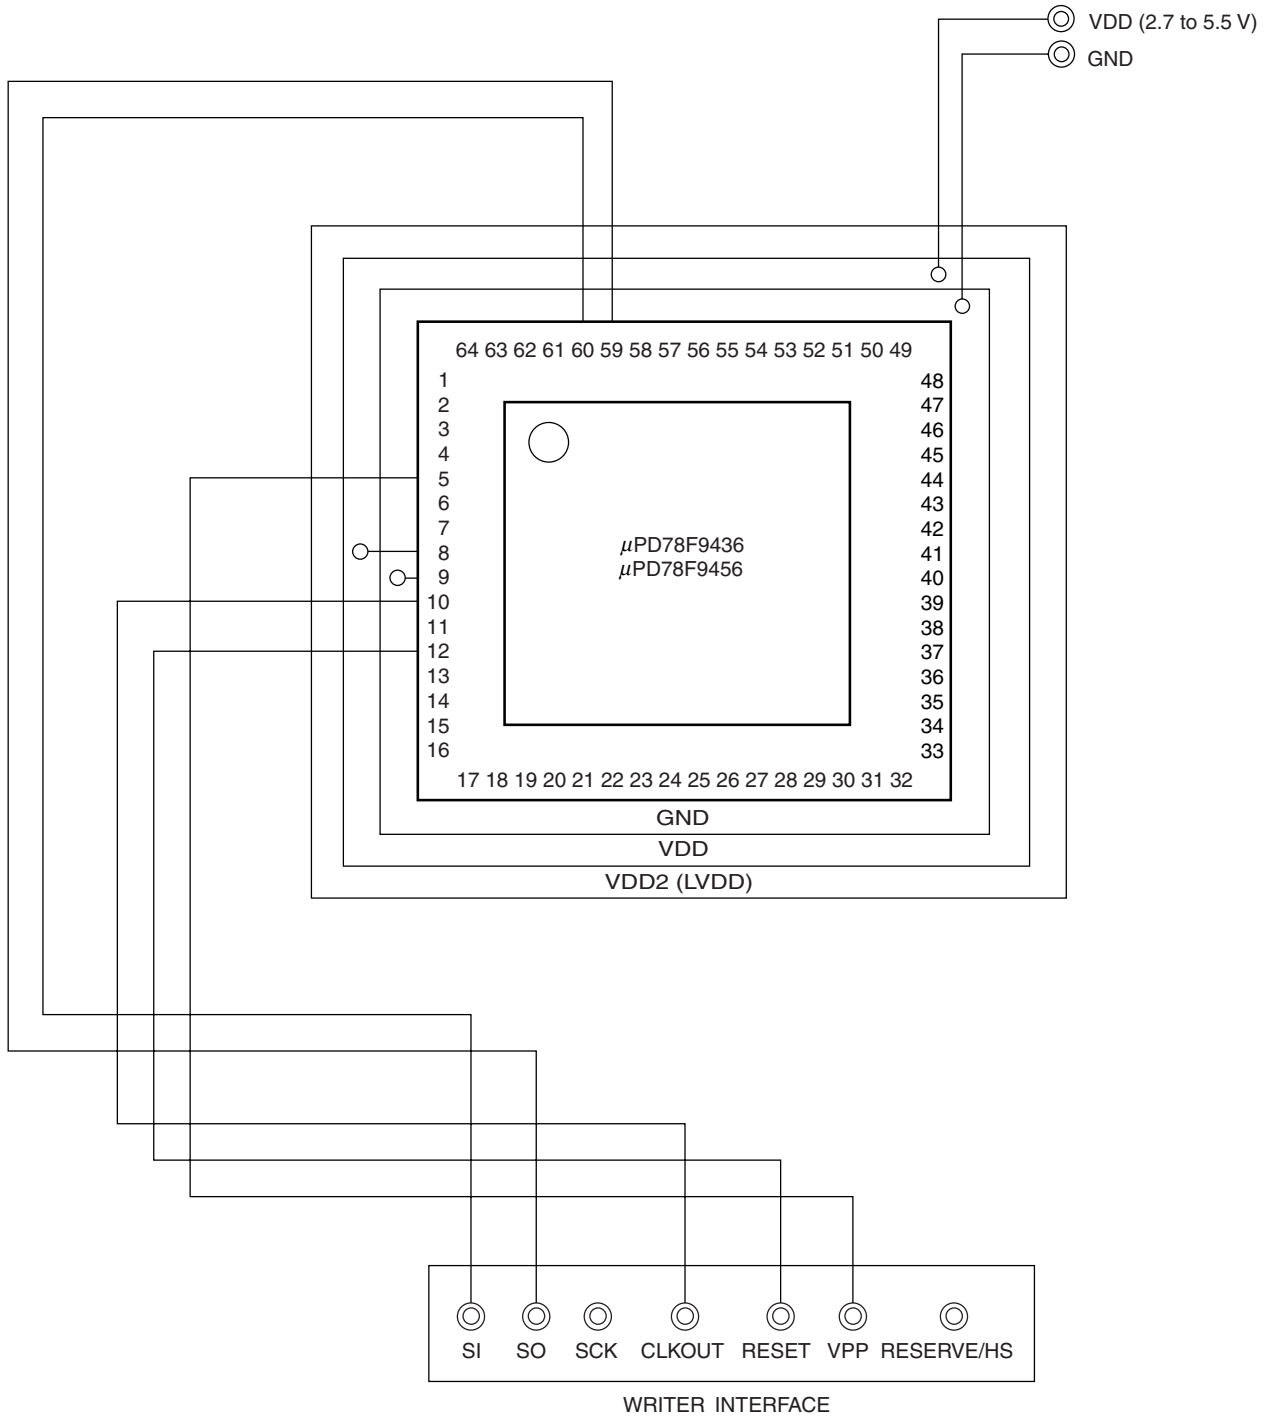 VDD (2.7 to 5.5 V)
GND
64 63 62 61 60 59 58 57 56 55 54 53 52 51 50 49
1
2
3
4
5
6
7
8
9
10
11
12
13
14
15
16
48
47
46
45
44
43
42
41
40
39
38
37
36
35
34
33
μPD78F9436
μPD78F9456
17 18 19 20 21 22 23 24 25 26 27 28 29 30 31 32
GND
VDD
VDD2 (LVDD)
SI SO SCK CLKOUT RESET VPP RESERVE/HS
WRITER INTERFACE